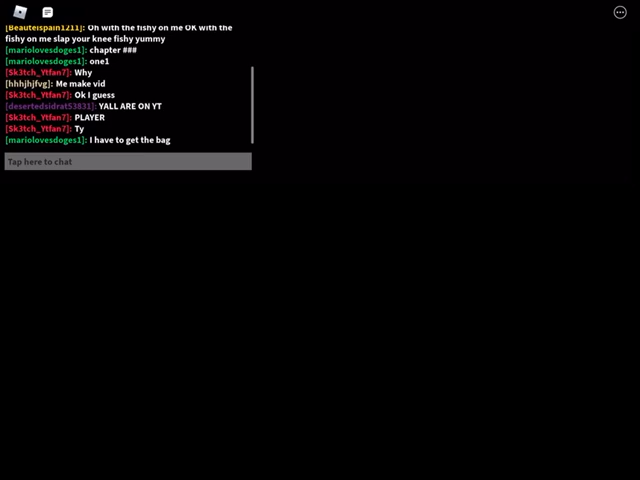 [Beauteispain1211]: Oh with the fishy on me OK with the
fishy on me slap your knee fishy yummy
[mariolovesdoges1]: chapter ###
[mariolovesdoges1]: one1
[Sk3tch_Ytfan7]: Why
[hhhjhjfvg]: Me make vid
[Sk3tch_Ytfan7]: Ok I guess
[desertedsidrat53831]: YALL ARE ON YT
[Sk3tch_Ytfan7]: PLAYER
[Sk3tch_Ytfan7]: Ty
[mariolovesdoges1]: I have to get the bag
Tap here to chat